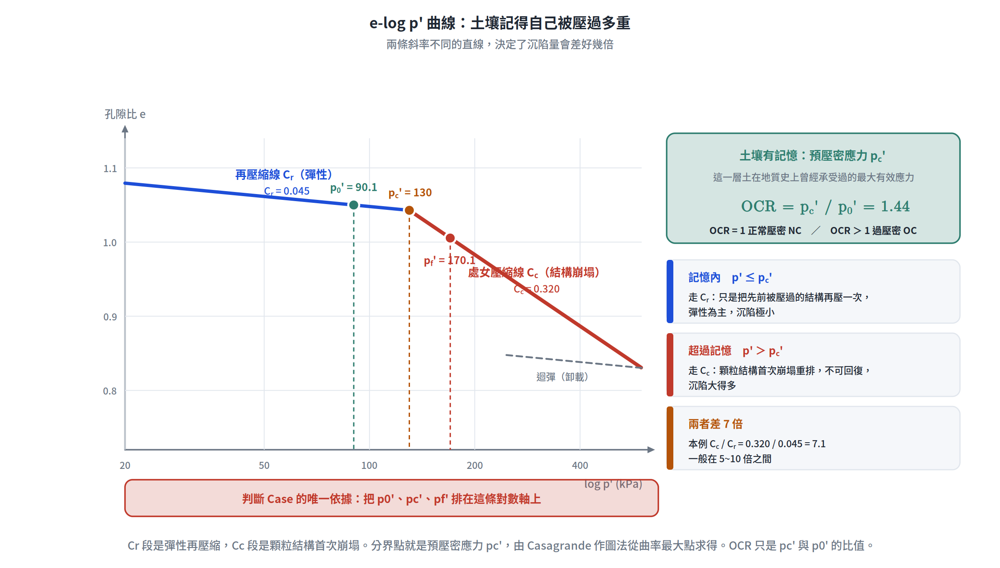 e-log p' 曲線：土壤記得自己被壓過多重
兩條斜率不同的直線，決定了沉陷量會差好幾倍
孔隙比 e
1.1
1.0
0.9
0.8
再壓縮線 Cr（彈性）
Cr = 0.045
p0' = 90.1
pc' = 130
pf' = 170.1
處女壓縮線 Cc（結構崩塌）
Cc = 0.320
迴彈（卸載）
20
50
100
200
400
log p' (kPa)
判斷 Case 的唯一依據：把 p0'、pc'、pf' 排在這條對數軸上
土壤有記憶：預壓密應力 pc'
這一層土在地質史上曾經承受過的最大有效應力
OCR = pc' / p0' = 1.44
OCR = 1 正常壓密 NC　／　OCR ＞ 1 過壓密 OC
記憶內　p' ≤ pc'
走 Cr：只是把先前被壓過的結構再壓一次，
彈性為主，沉陷極小
超過記憶　p' ＞ pc'
走 Cc：顆粒結構首次崩塌重排，不可回復，
沉陷大得多
兩者差 7 倍
本例 Cc / Cr = 0.320 / 0.045 = 7.1
一般在 5~10 倍之間
Cr 段是彈性再壓縮，Cc 段是顆粒結構首次崩塌。分界點就是預壓密應力 pc'，由 Casagrande 作圖法從曲率最大點求得。OCR 只是 pc' 與 p0' 的比值。